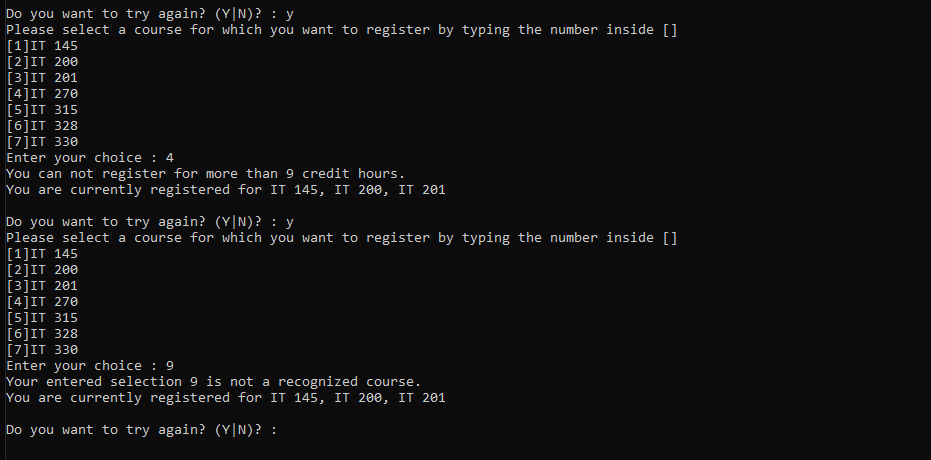 Do you want to try again? (Y|N)? : y
Please select a course for which you want to register by typing the number inside []
[1]IT 145
[2]IT 200
[3]IT 201
[4]IT 270
[5]IT 315
[6]IT 328
[7]IT 330
Enter your choice : 4
You can not register for more than 9 credit hours.
You are currently registered for IT 145, IT 200, IT 201
Do you want to try again? (Y|N)? : y
Please select a course for which you want to register by typing the number inside []
[1]IT 145
[2]IT 200
[3]IT 201
[4]IT 270
[5]IT 315
[6]IT 328
[7]IT 330
Enter your choice : 9
Your entered selection 9 is not a recognized course.
You are currently registered for IT 145, IT 200, IT 201
Do you want to try again? (Y|N)? :